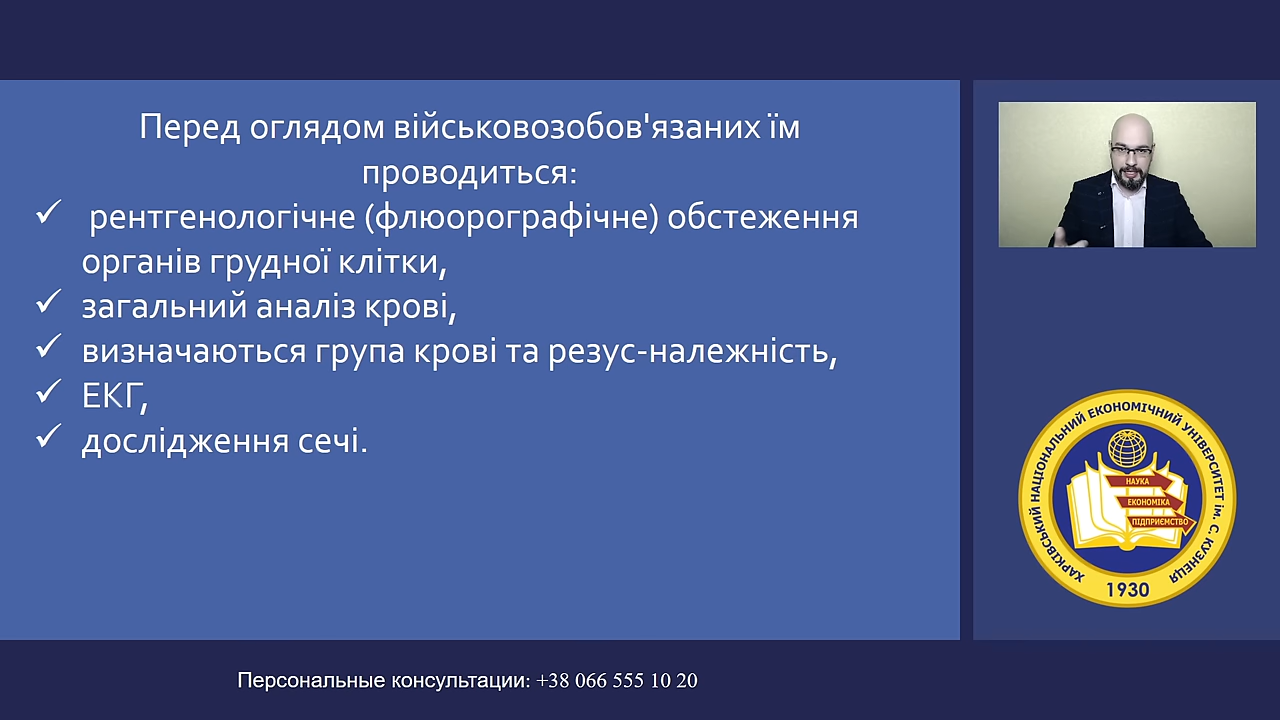 Перед оглядом військовозобов'язаних їм
проводиться:
✓ рентгенологічне (флюорографічне) обстеження
органів грудної клітки,
✓ загальний аналіз крові,
✓ визначаються група крові та резус-належність,
✓ ЕКГ,
✓ дослідження сечі.
ХАРКІВСЬКИЙ НАЦІОНАЛЬНИЙ ЕКОНОМІЧНИЙ УНІВЕРСИТЕТ ім. С. КУЗНЕЦЯ
НАУКА
ЕКОНОМІКА
ПІДПРИЄМСТВО
1930
Персональные консультации: +38 066 555 10 20